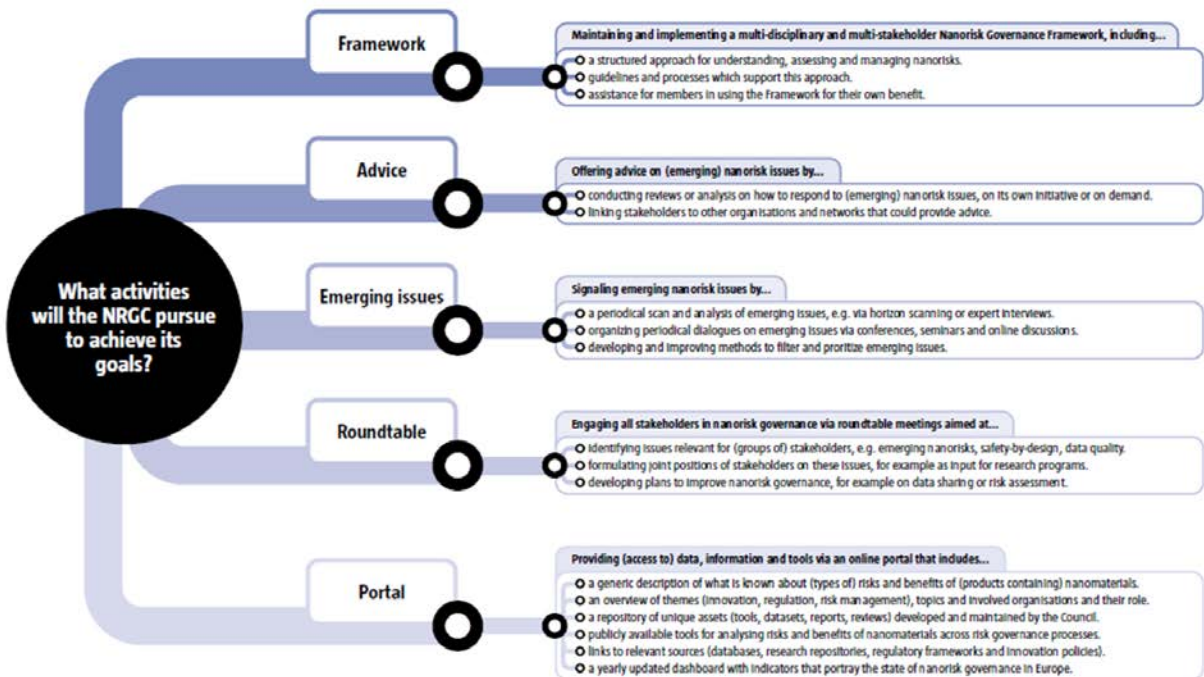 Framework
Maintaining and implementing a multi-disciplinary and multi-stakeholder Nanorisk Governance Framework, including...
a structured approach for understanding, assessing and managing nanorisks.
guidelines and processes which support this approach.
assistance for members in using the Framework for their own benefit.
Advice
Offering advice on (emerging) nanorisk issues by...
conducting reviews or analysis on how to respond to (emerging) nanorisk issues, on its own initiative or on demand.
linking stakeholders to other organisations and networks that could provide advice.
What activities
will the NRGC pursue
to achieve its
goals?
Emerging issues
Signaling emerging nanorisk issues by...
a periodical scan and analysis of emerging issues, e.g. via horizon scanning or expert interviews.
organizing periodical dialogues on emerging issues via conferences, seminars and online discussions.
developing and improving methods to filter and proritize emerging issues.
Roundtable
Engaging all stakeholders in nanorisk governance via roundtable meetings aimed at...
identifying issues relevant for (groups of) stakeholders, e.g. emerging nanorisks, safety-by-design, data quality.
formulating joint positions of stakeholders on these issues, for example as input for research programs.
developing plans to improve nanorisk governance, for example on data sharing or risk assessment.
Portal
Providing (access to) data, information and tools via an online portal that includes...
a generic description of what is known about (types of) risks and benefits of (products containing) nanomaterials.
an overview of themes (innovation, regulation, risk management), topics and involved organisations and their role.
a repository of unique assets (tools, datasets, reports, reviews) developed and maintained by the Council.
publicly available tools for analysing risks and benefits of nanomaterials across risk governance processes.
links to relevant sources (databases, research repositories, regulatory frameworks and innovation policies).
a yearly updated dashboard with indicators that portray the state of nanorisk governance in Europe.